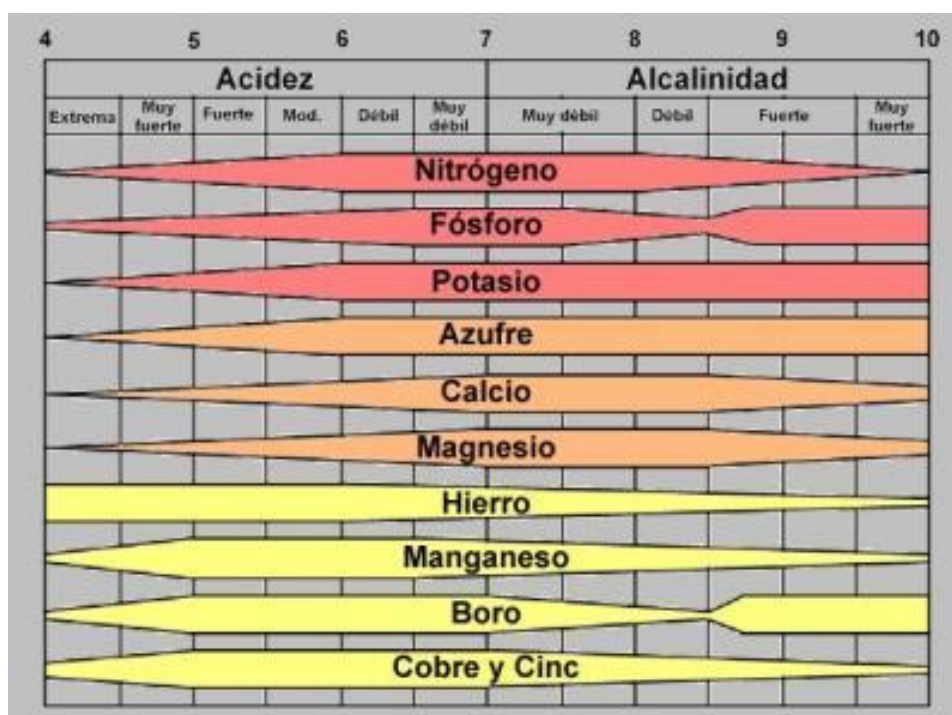 4 5 6 7 8 9 10
Acidez Alcalinidad
Extrema Muy fuerte Fuerte Mod. Débil Muy débil Muy débil Débil Fuerte Muy fuerte
Nitrógeno
Fósforo
Potasio
Azufre
Calcio
Magnesio
Hierro
Manganeso
Boro
Cobre y Cinc